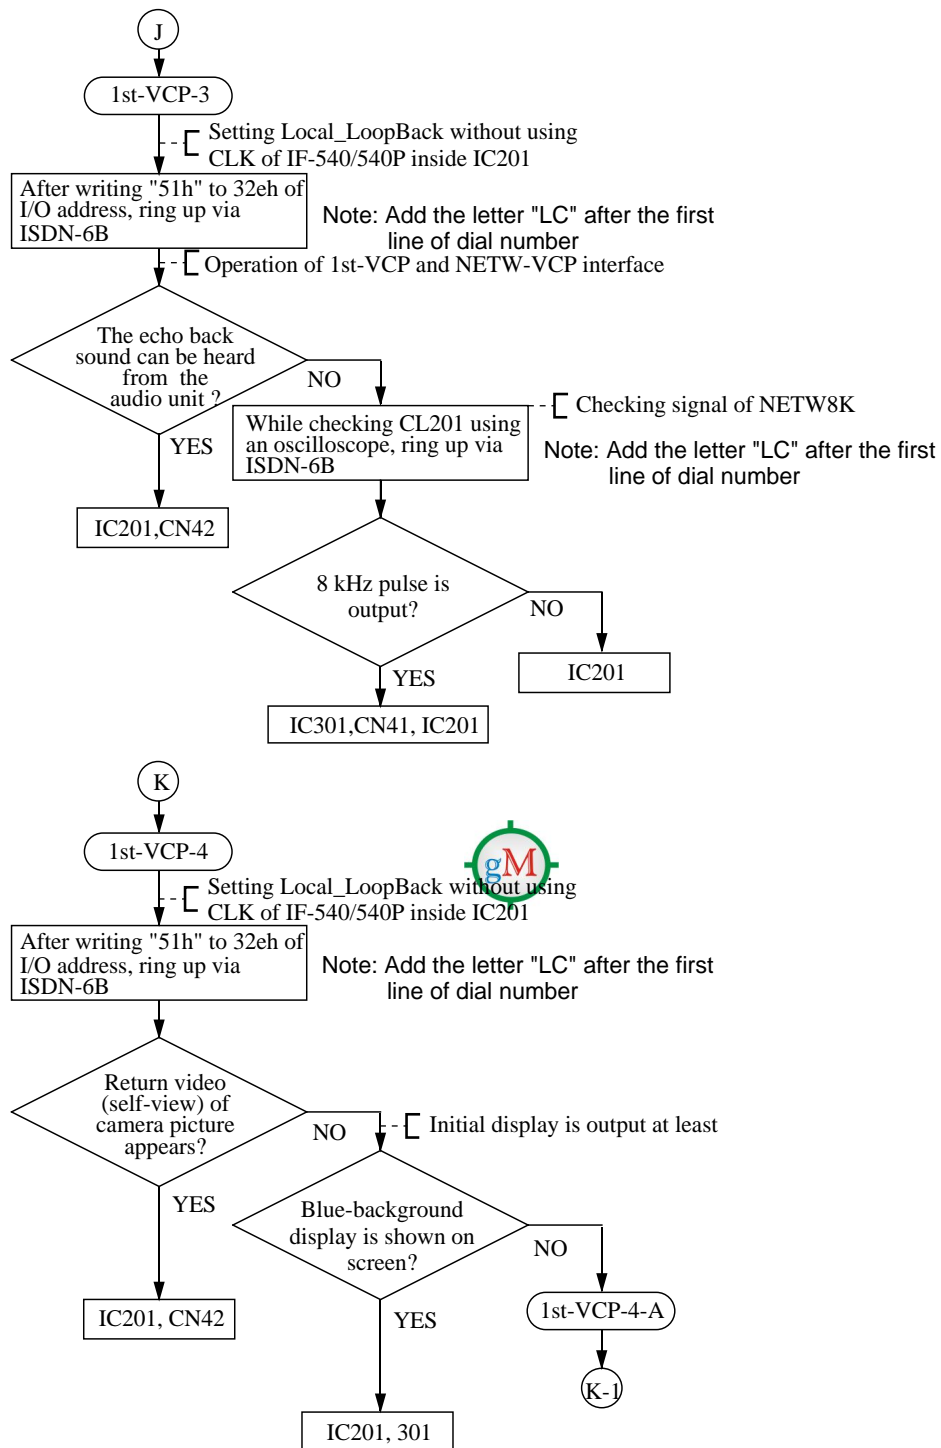 J
1st-VCP-3
Setting Local_LoopBack without using
CLK of IF-540/540P inside IC201
After writing "51h" to 32eh of
I/O address, ring up via
ISDN-6B
Note: Add the letter "LC" after the first
line of dial number
Operation of 1st-VCP and NETW-VCP interface
The echo back
sound can be heard
from the
audio unit ?
NO
YES
Checking signal of NETW8K
While checking CL201 using
an oscilloscope, ring up via
ISDN-6B
Note: Add the letter "LC" after the first
line of dial number
IC201,CN42
8 kHz pulse is
output?
NO
YES
IC201
IC301,CN41, IC201
K
1st-VCP-4
gM
Setting Local_LoopBack without using
CLK of IF-540/540P inside IC201
After writing "51h" to 32eh of
I/O address, ring up via
ISDN-6B
Note: Add the letter "LC" after the first
line of dial number
Return video
(self-view) of
camera picture
appears?
NO
YES
Initial display is output at least
Blue-background
display is shown on
screen?
NO
YES
IC201, CN42
1st-VCP-4-A
K-1
IC201, 301